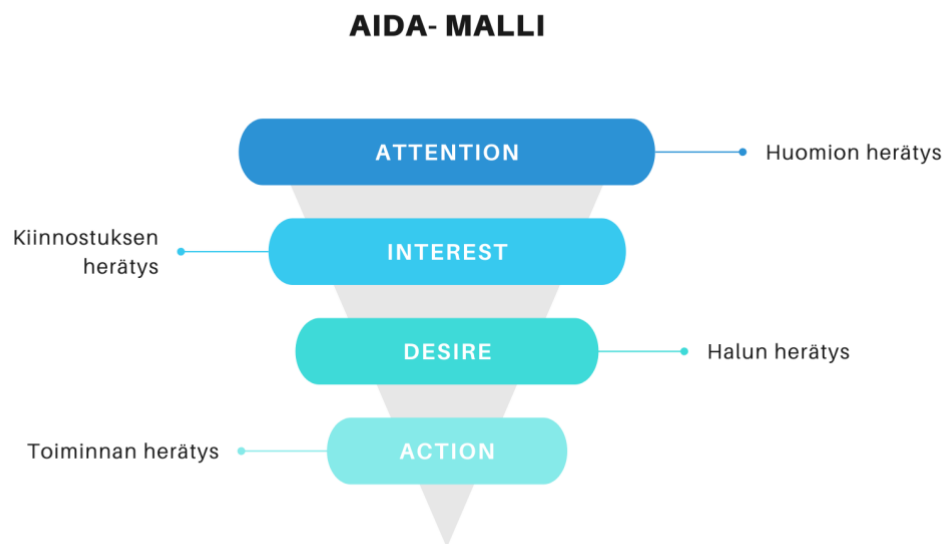 AIDA- MALLI
ATTENTION
Huomion herätys
Kiinnostuksen
herätys
INTEREST
DESIRE
Halun herätys
Toiminnan herätys
ACTION